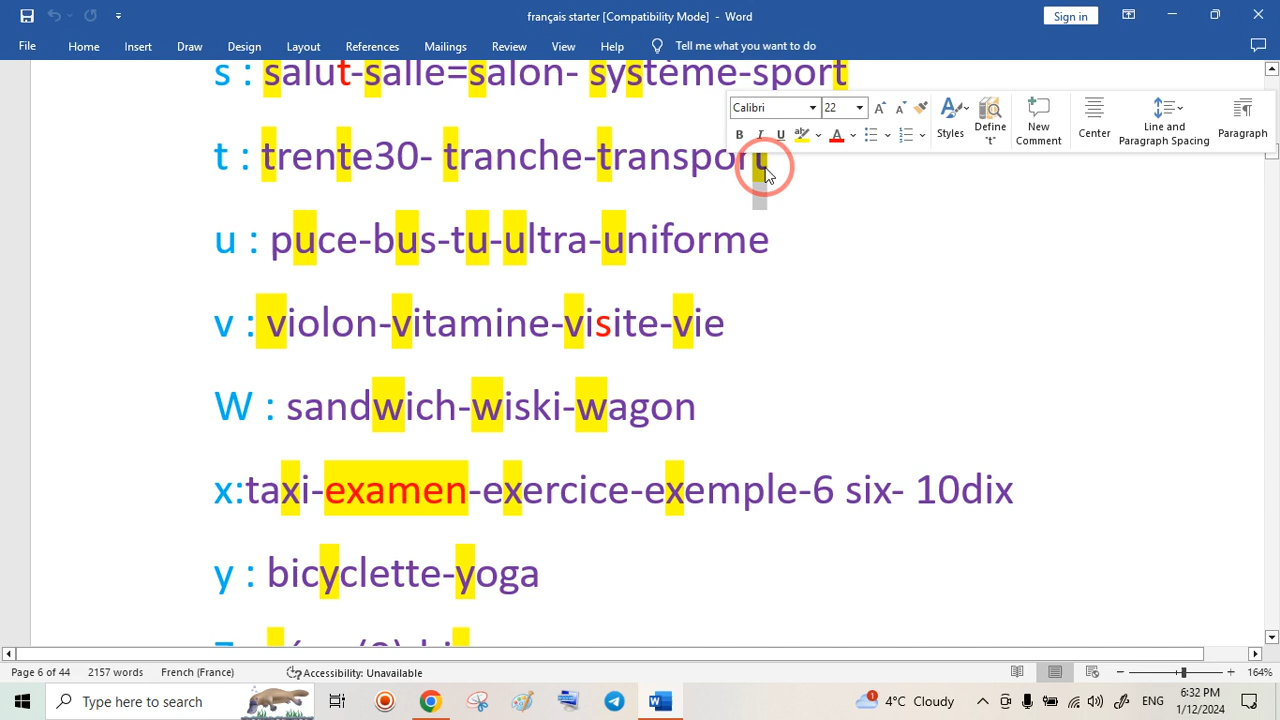 français starter [Compatibility Mode] - Word
Sign in
File Home Insert Draw Design Layout References Mailings Review View Help Tell me what you want to do
s : salut-salle=salon- système-sport
Calibri 22
Styles Define "t" New Comment Center Line and Paragraph Spacing Paragraph
B I U A
t : trente30- tranche-transport
u : puce-bus-tu-ultra-uniforme
v : violon-vitamine-visite-vie
W : sandwich-wiski-wagon
x:taxi-examen-exercice-exemple-6 six- 10dix
y : bicyclette-yoga
Page 6 of 44 2157 words French (France) Accessibility: Unavailable 164%
Type here to search
4°C Cloudy ENG 6:32 PM 1/12/2024